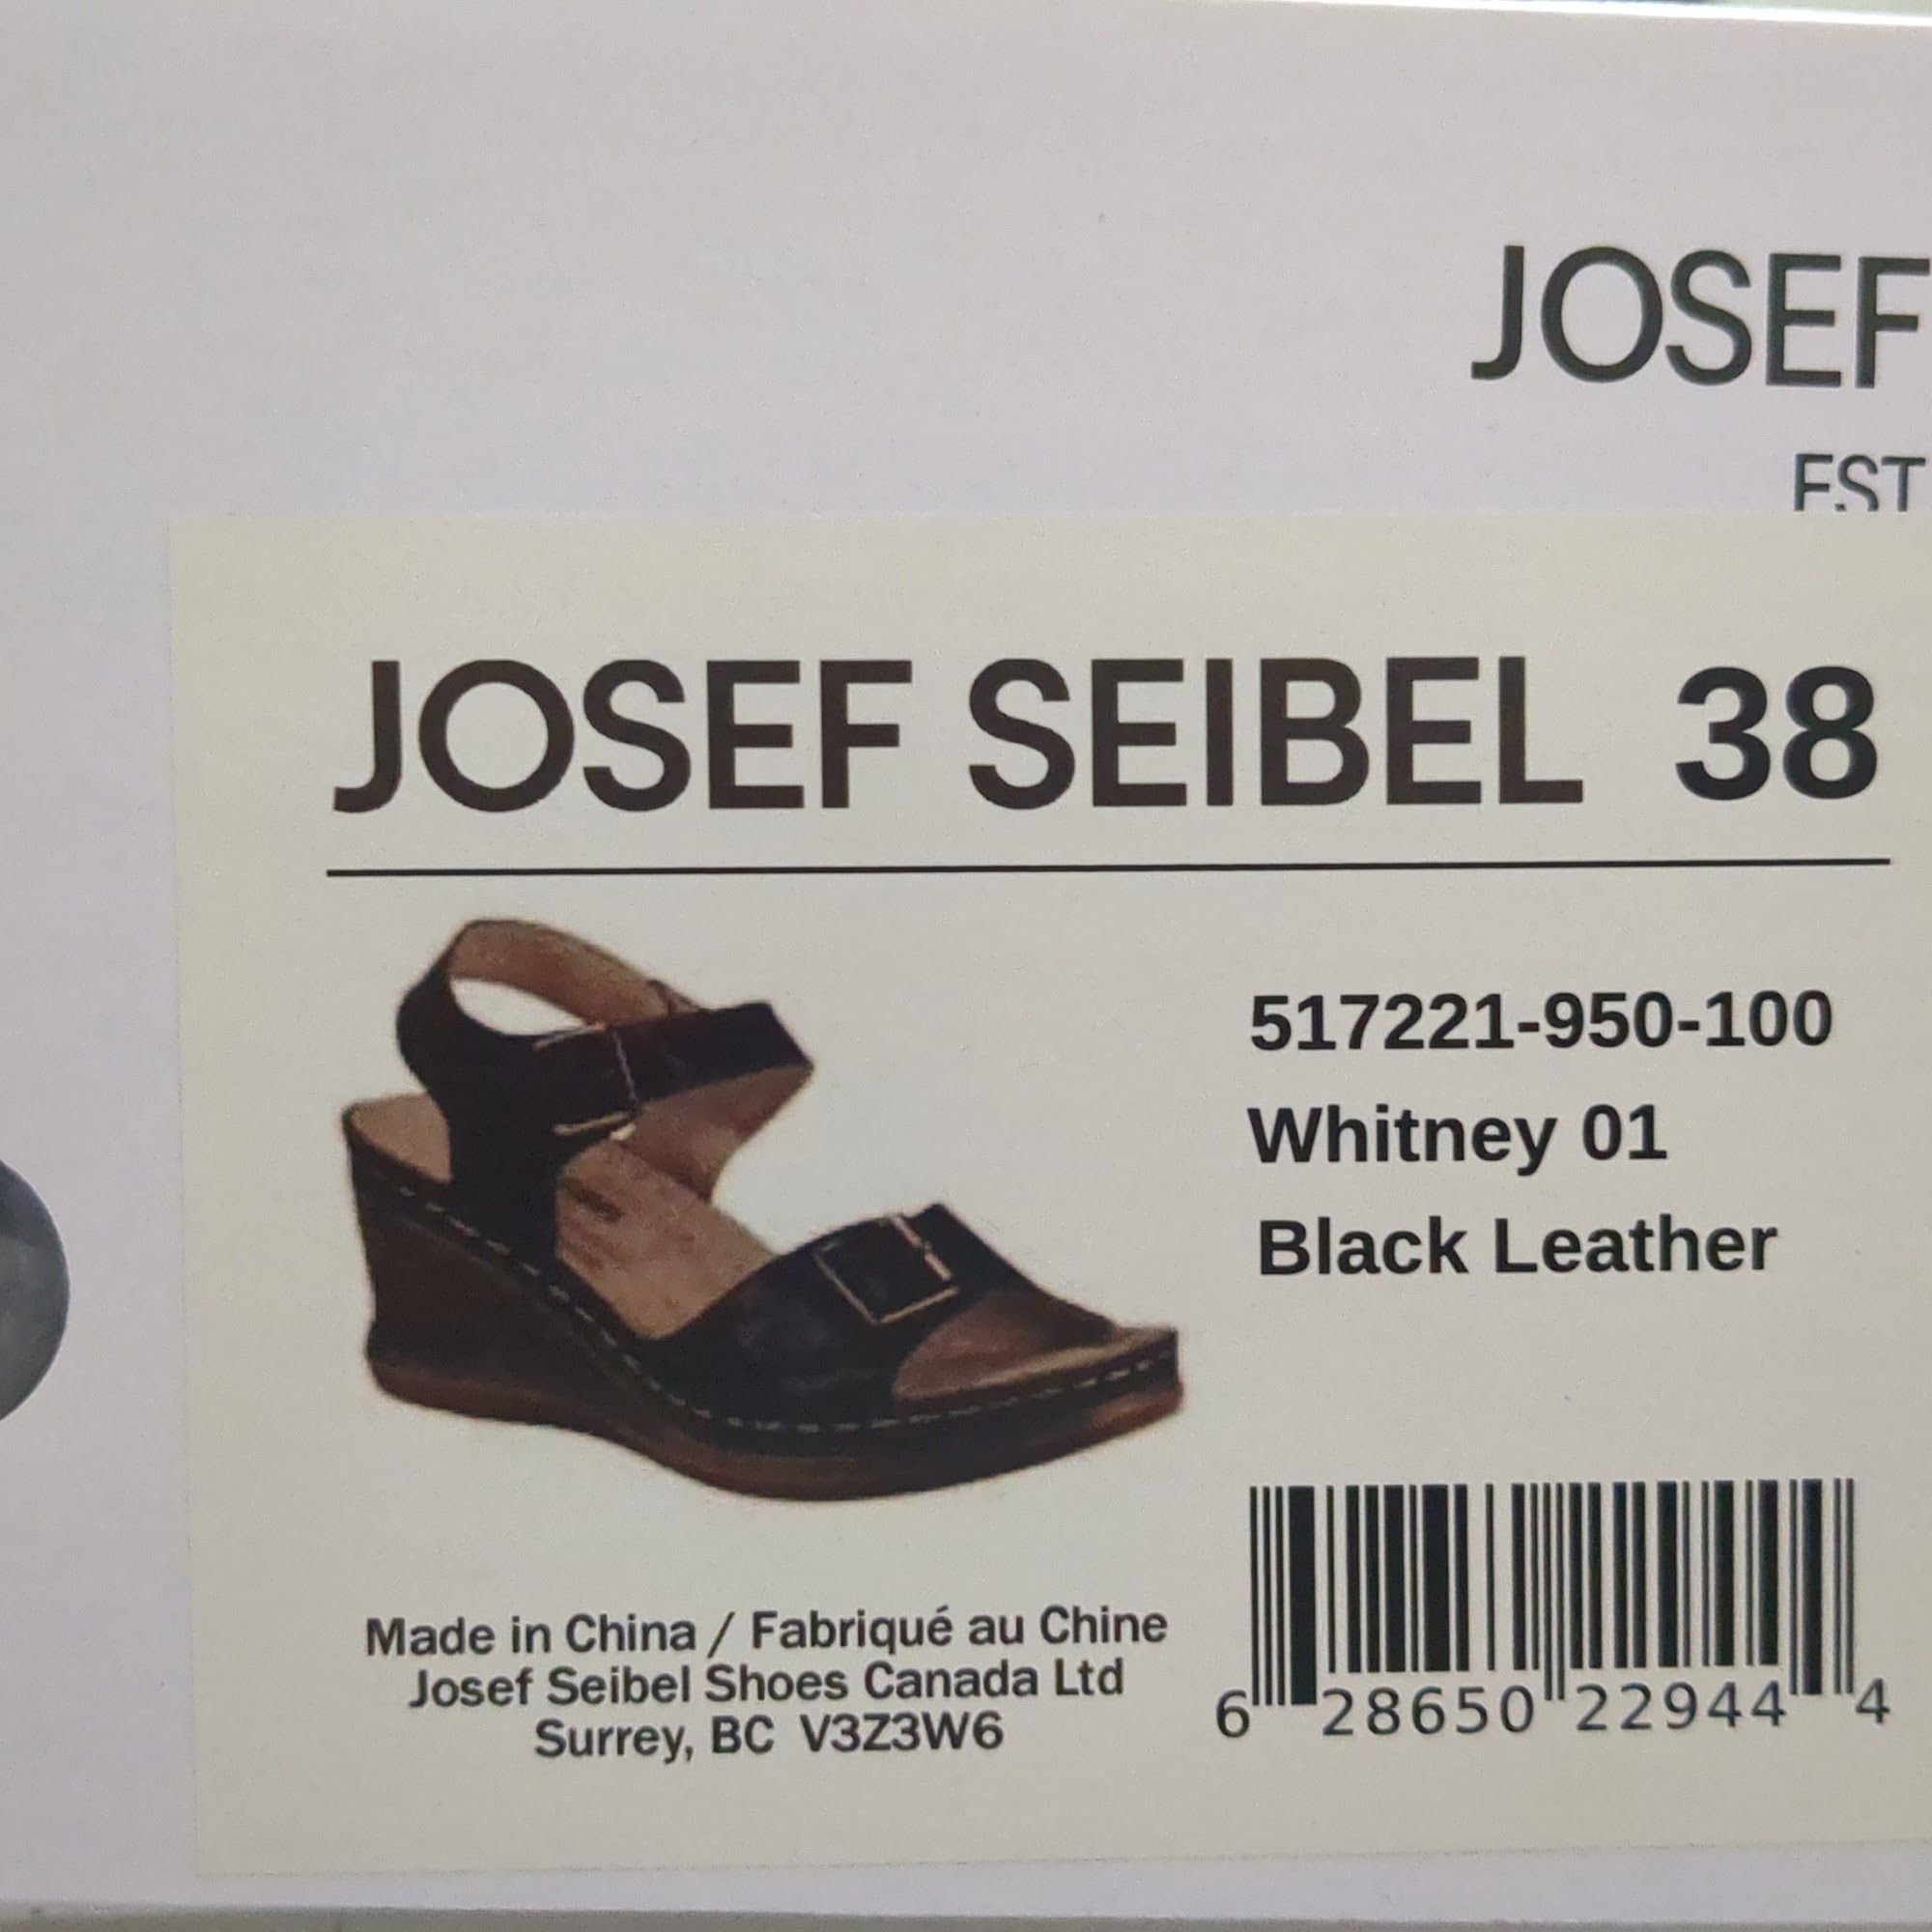 JOSEF
EST
JOSEF SEIBEL 38
517221-950-100
Whitney 01
Black Leather
Made in China / Fabriqué au Chine
Josef Seibel Shoes Canada Ltd
Surrey, BC V3Z3W6
6 28650 22944 4